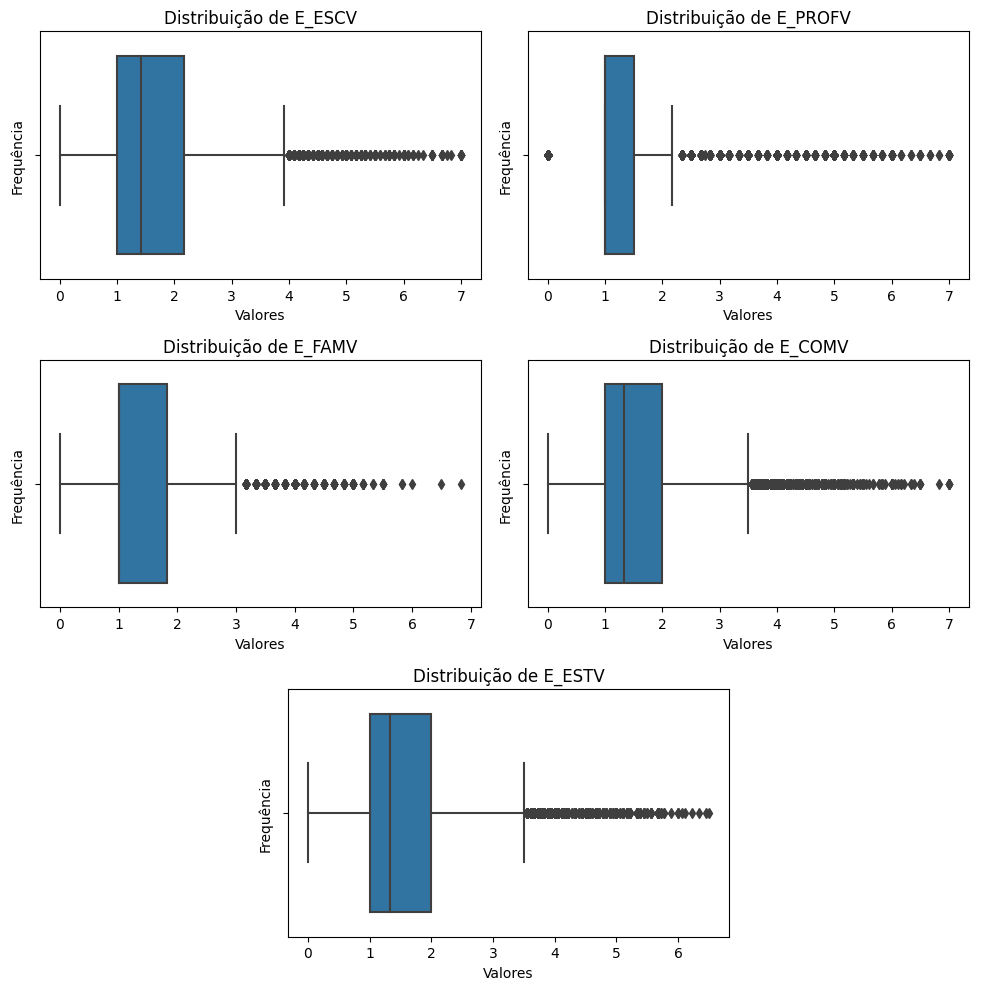 Distribuição de E_ESCV
Frequência
0 1 2 3 4 5 6 7
Valores
Distribuição de E_PROFV
Frequência
0 1 2 3 4 5 6 7
Valores
Distribuição de E_FAMV
Frequência
0 1 2 3 4 5 6 7
Valores
Distribuição de E_COMV
Frequência
0 1 2 3 4 5 6 7
Valores
Distribuição de E_ESTV
Frequência
0 1 2 3 4 5 6
Valores